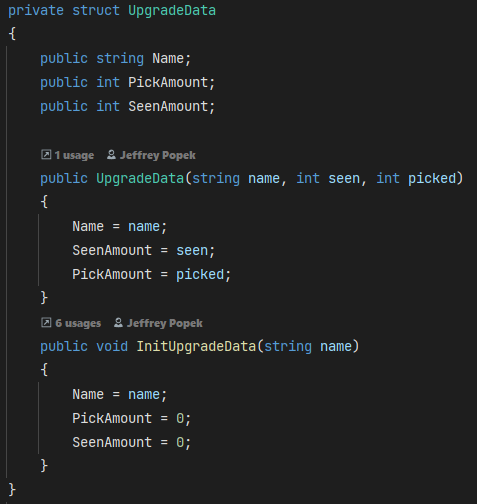 private struct UpgradeData
{
public string Name;
public int PickAmount;
public int SeenAmount;
1 usage Jeffrey Popek
public UpgradeData(string name, int seen, int picked)
{
Name = name;
SeenAmount = seen;
PickAmount = picked;
}
6 usages Jeffrey Popek
public void InitUpgradeData(string name)
{
Name = name;
PickAmount = 0;
SeenAmount = 0;
}
}